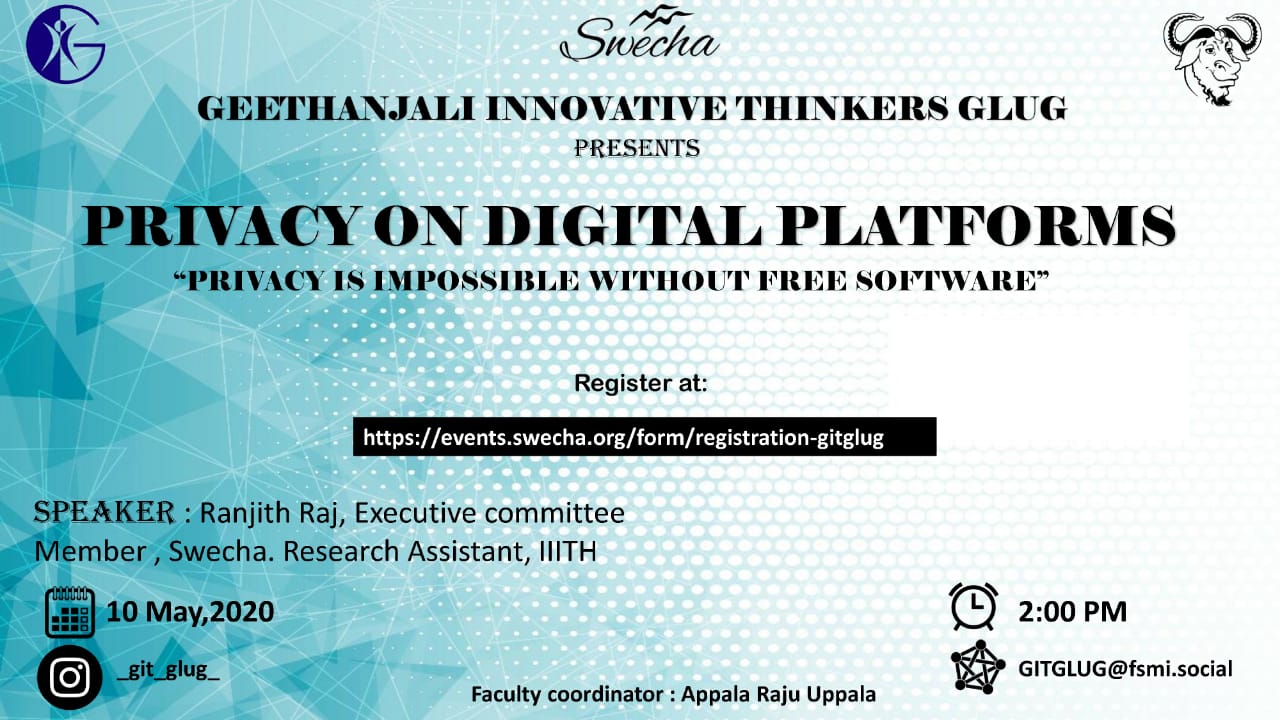 Swecha
GEETHANJALI INNOVATIVE THINKERS GLUG
PRESENTS
PRIVACY ON DIGITAL PLATFORMS
“PRIVACY IS IMPOSSIBLE WITHOUT FREE SOFTWARE”
Register at:
https://events.swecha.org/form/registration-gitglug
SPEAKER : Ranjith Raj, Executive committee
Member , Swecha. Research Assistant, IIITH
10 May,2020
2:00 PM
_git_glug_
GITGLUG@fsmi.social
Faculty coordinator : Appala Raju Uppala